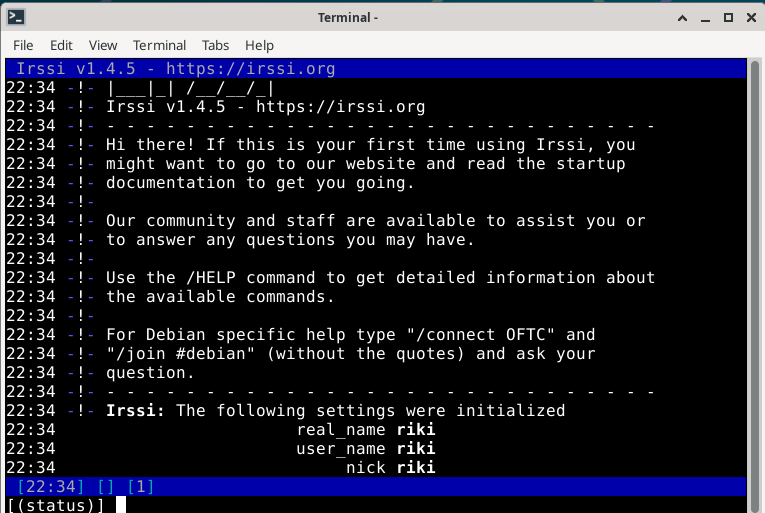 Terminal -
File Edit View Terminal Tabs Help
Irssi v1.4.5 - https://irssi.org
22:34 -!- |___|_| /__/__/_|
22:34 -!- Irssi v1.4.5 - https://irssi.org
22:34 -!- - - - - - - - - - - - - - - - - - - - - - - - - - - - -
22:34 -!- Hi there! If this is your first time using Irssi, you
22:34 -!- might want to go to our website and read the startup
22:34 -!- documentation to get you going.
22:34 -!-
22:34 -!- Our community and staff are available to assist you or
22:34 -!- to answer any questions you may have.
22:34 -!-
22:34 -!- Use the /HELP command to get detailed information about
22:34 -!- the available commands.
22:34 -!-
22:34 -!- For Debian specific help type "/connect OFTC" and
22:34 -!- "/join #debian" (without the quotes) and ask your
22:34 -!- question.
22:34 -!- - - - - - - - - - - - - - - - - - - - - - - - - - - - -
22:34 -!- Irssi: The following settings were initialized
22:34 real_name riki
22:34 user_name riki
22:34 nick riki
[22:34] [] [1]
[(status)]